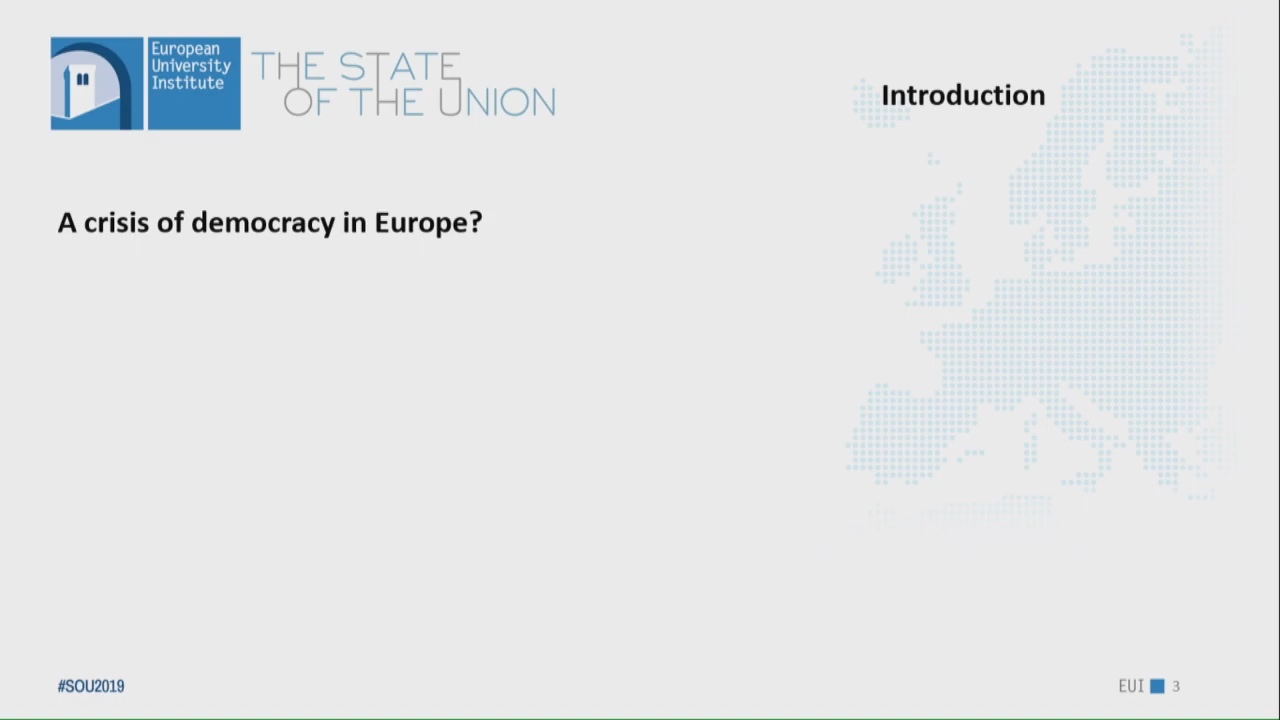 European
University
Institute
THE STATE
OF THE UNION
Introduction
A crisis of democracy in Europe?
#SOU2019
EUI 3